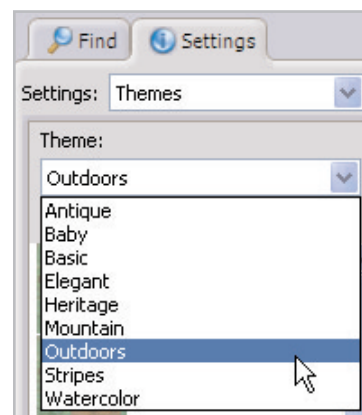 Find Settings
Settings: Themes
Theme:
Outdoors
Antique
Baby
Basic
Elegant
Heritage
Mountain
Outdoors
Stripes
Watercolor